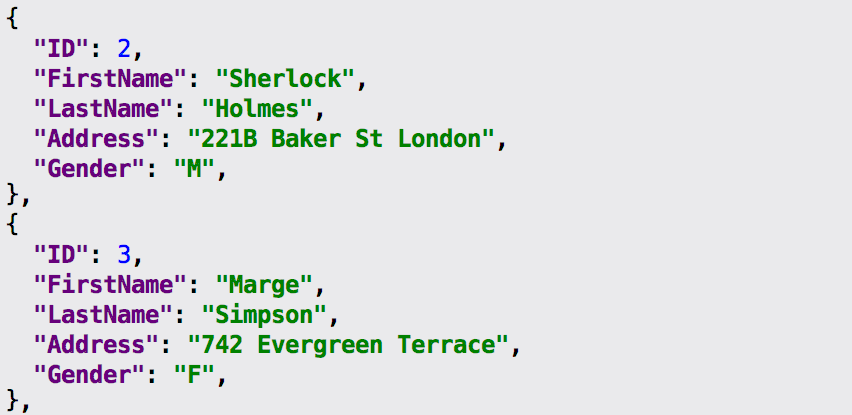 {
  "ID": 2,
  "FirstName": "Sherlock",
  "LastName": "Holmes",
  "Address": "221B Baker St London",
  "Gender": "M",
},
{
  "ID": 3,
  "FirstName": "Marge",
  "LastName": "Simpson",
  "Address": "742 Evergreen Terrace",
  "Gender": "F",
},